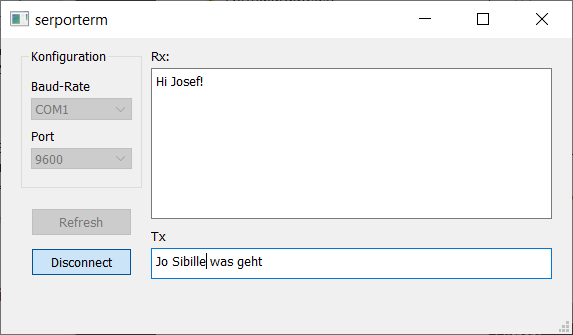 serporterm
Konfiguration
Baud-Rate
COM1
Port
9600
Refresh
Disconnect
Rx:
Hi Josef!
Tx
Jo Sibille was geht